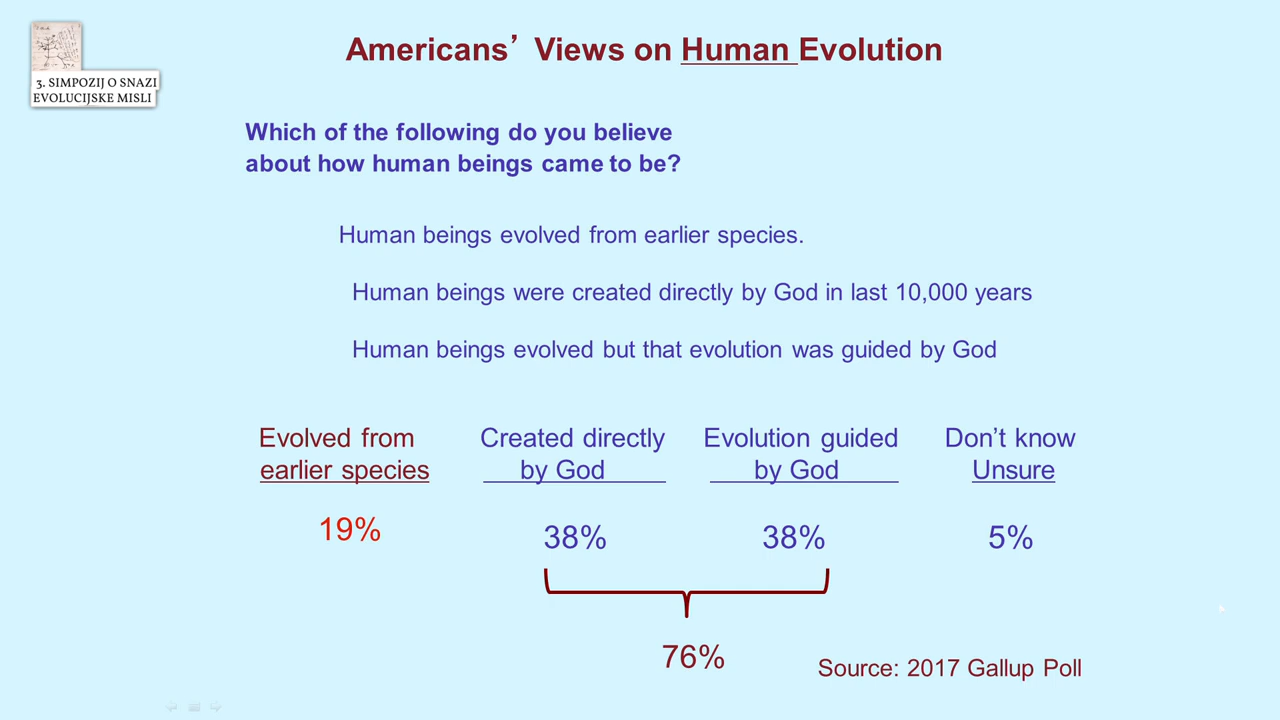 3. SIMPOZIJ O SNAZI
EVOLUCIJSKE MISLI
Americans’ Views on Human Evolution
Which of the following do you believe
about how human beings came to be?
Human beings evolved from earlier species.
Human beings were created directly by God in last 10,000 years
Human beings evolved but that evolution was guided by God
Evolved from
earlier species
19%
Created directly
by God
38%
Evolution guided
by God
38%
Don’t know
Unsure
5%
76%
Source: 2017 Gallup Poll